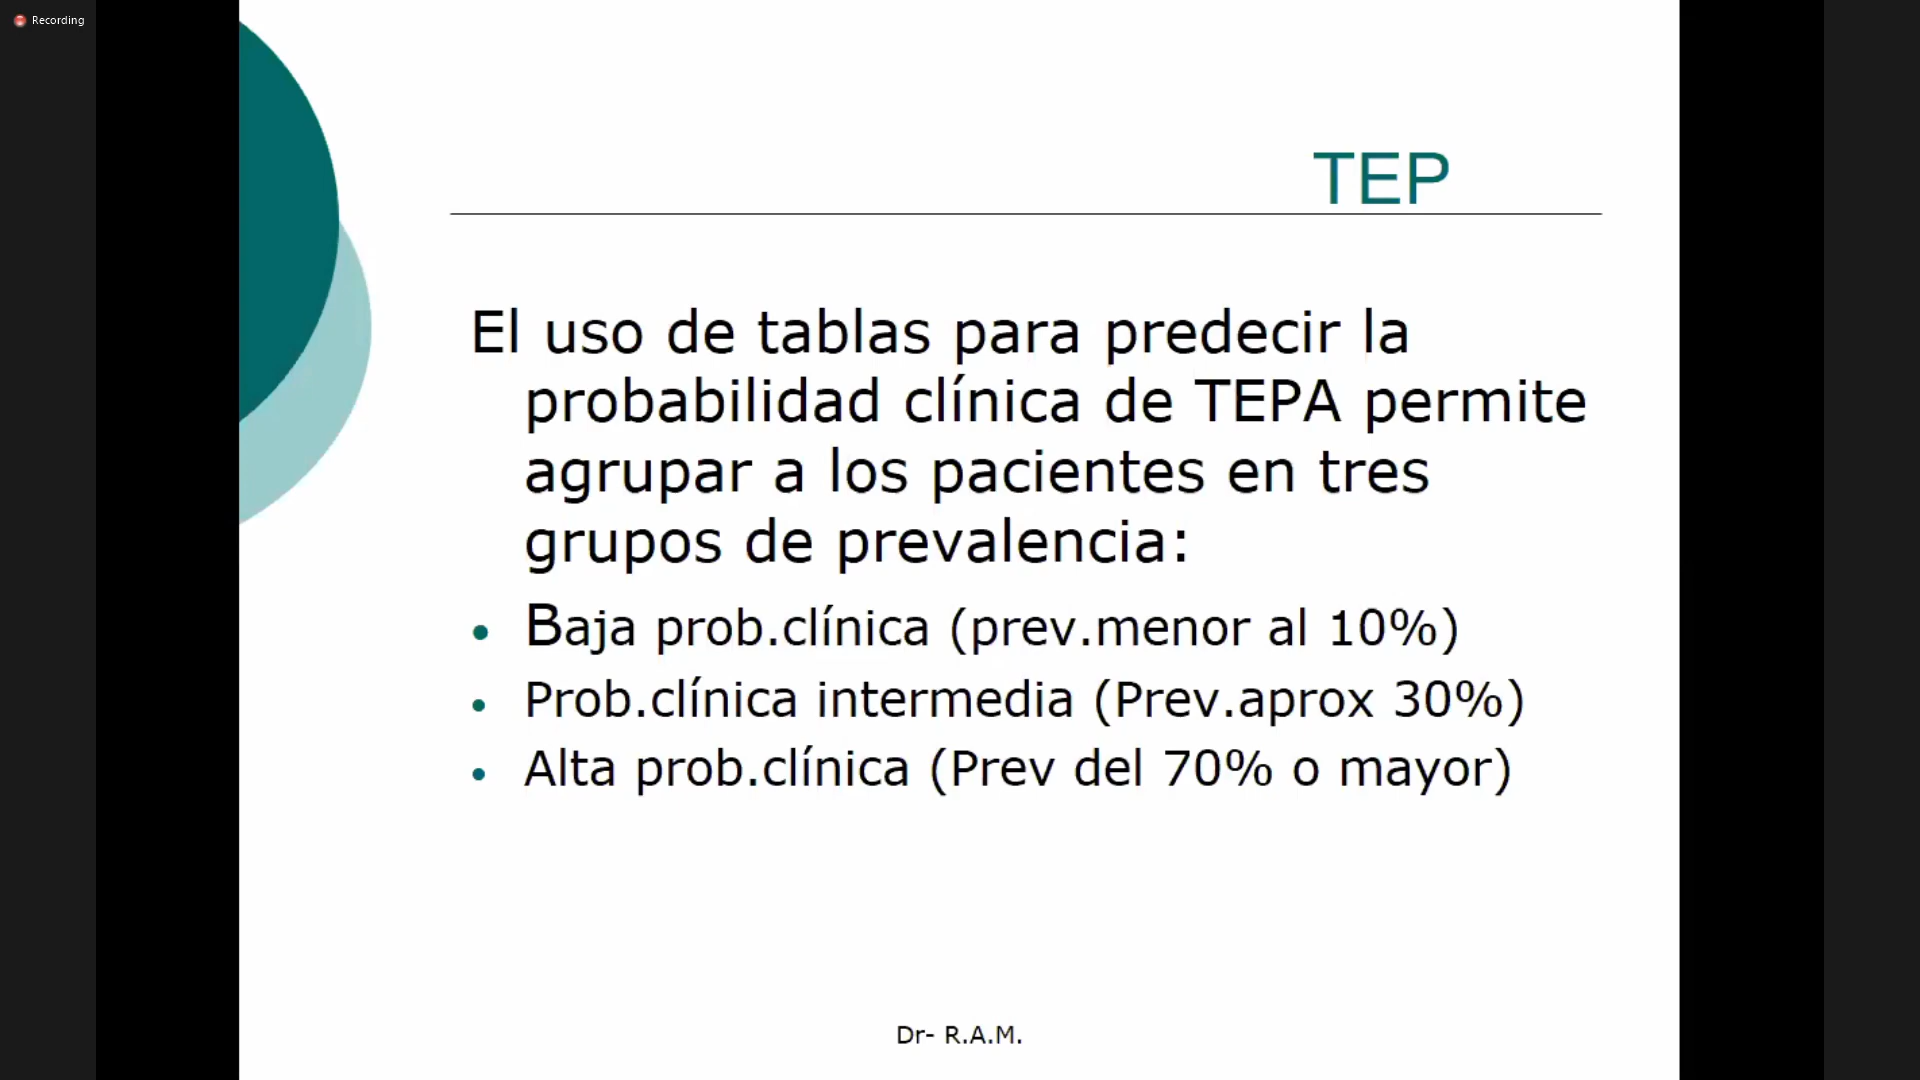 Recording
TEP
El uso de tablas para predecir la
probabilidad clínica de TEPA permite
agrupar a los pacientes en tres
grupos de prevalencia:
• Baja prob.clínica (prev.menor al 10%)
• Prob.clínica intermedia (Prev.aprox 30%)
• Alta prob.clínica (Prev del 70% o mayor)
Dr- R.A.M.